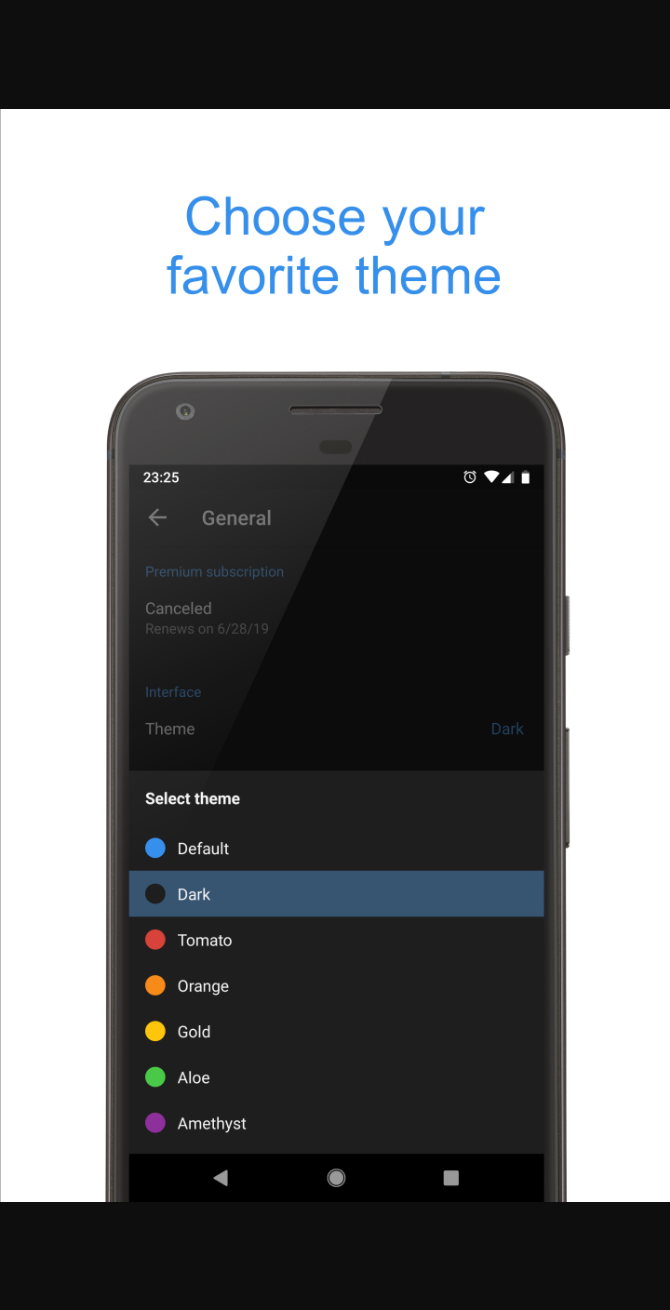 Choose your
favorite theme
23:25
General
Premium subscription
Canceled
Renews on 6/28/19
Interface
Theme Dark
Select theme
Default
Dark
Tomato
Orange
Gold
Aloe
Amethyst